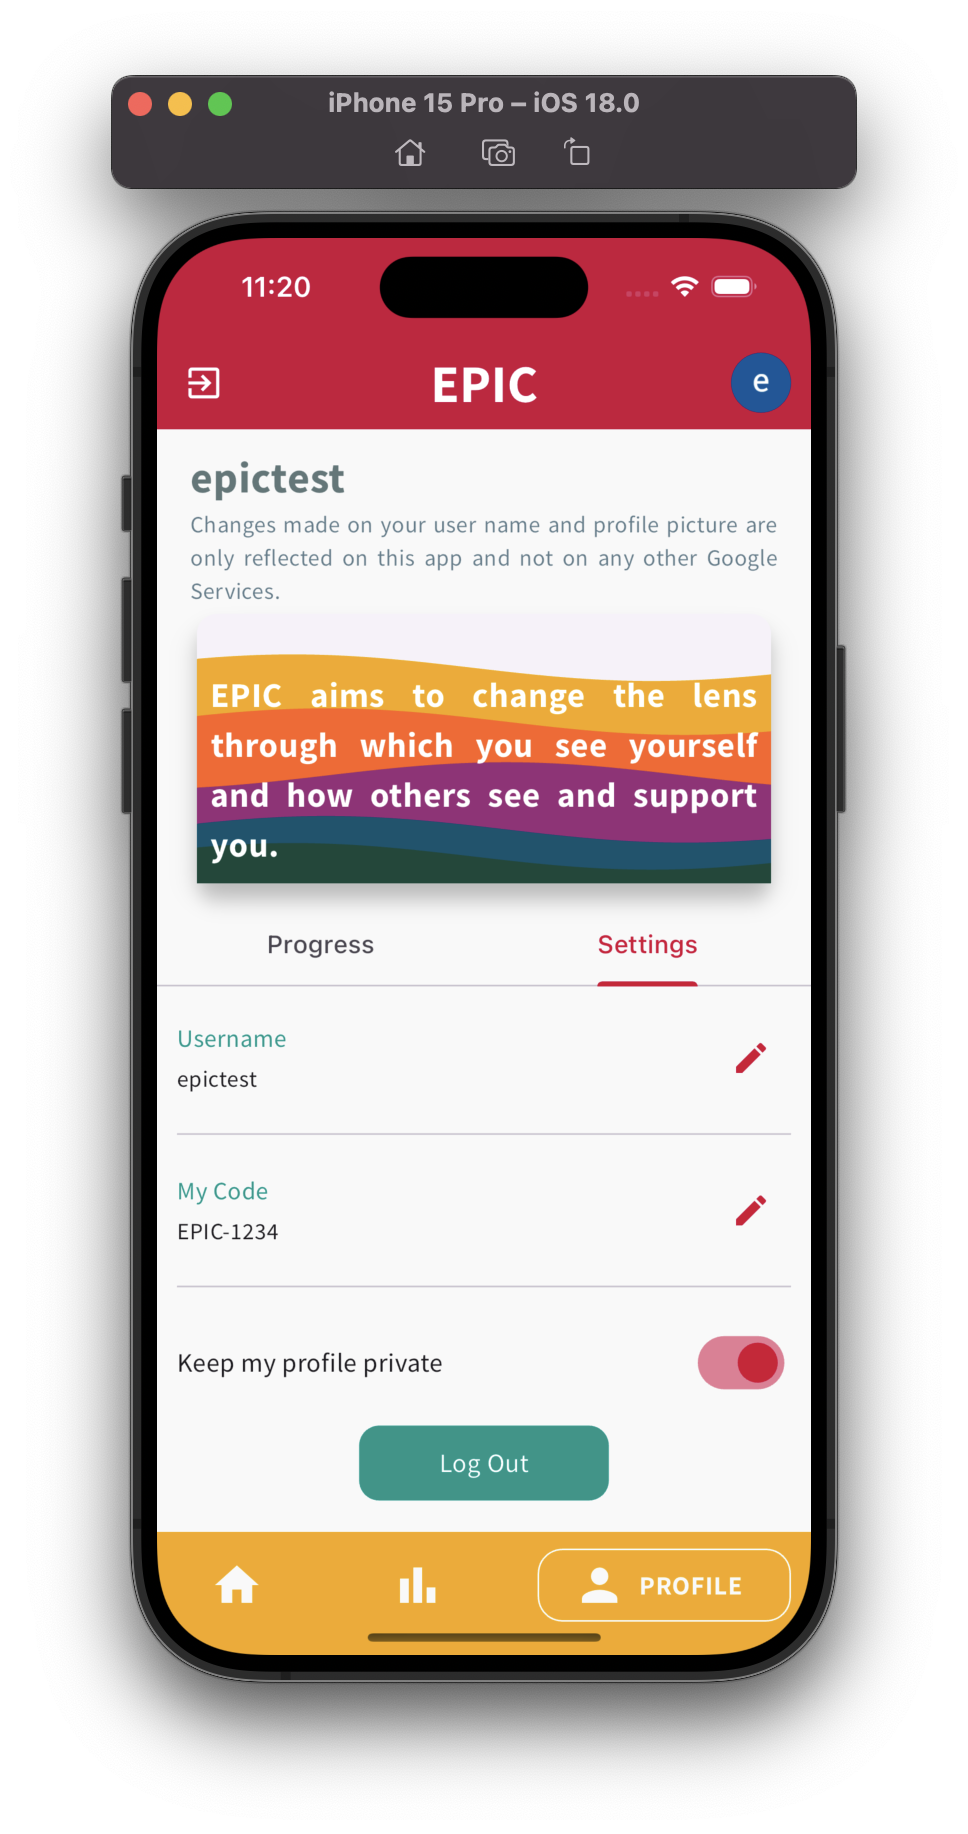 iPhone 15 Pro – iOS 18.0
11:20
EPIC
e
epictest
Changes made on your user name and profile picture are
only reflected on this app and not on any other Google
Services.
EPIC aims to change the lens
through which you see yourself
and how others see and support
you.
Progress
Settings
Username
epictest
My Code
EPIC-1234
Keep my profile private
Log Out
PROFILE